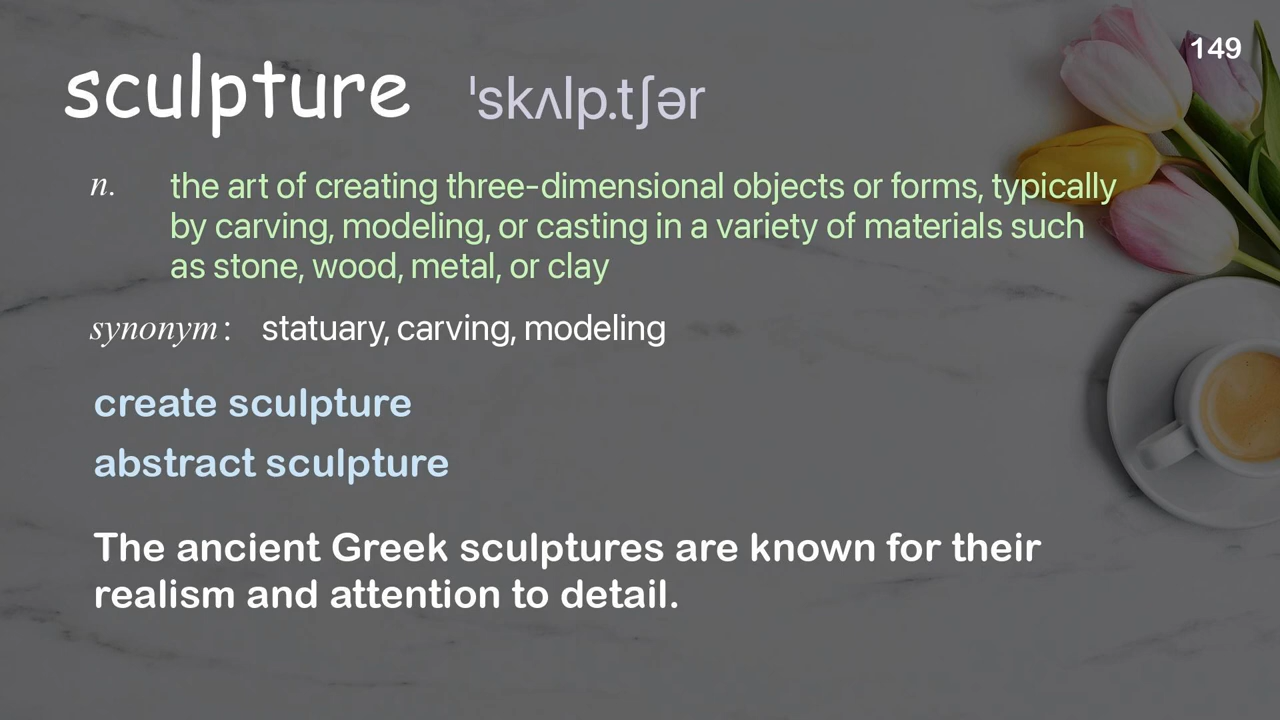 149
sculpture ˈskʌlp.tʃər
n. the art of creating three-dimensional objects or forms, typically
by carving, modeling, or casting in a variety of materials such
as stone, wood, metal, or clay
synonym: statuary, carving, modeling
create sculpture
abstract sculpture
The ancient Greek sculptures are known for their
realism and attention to detail.